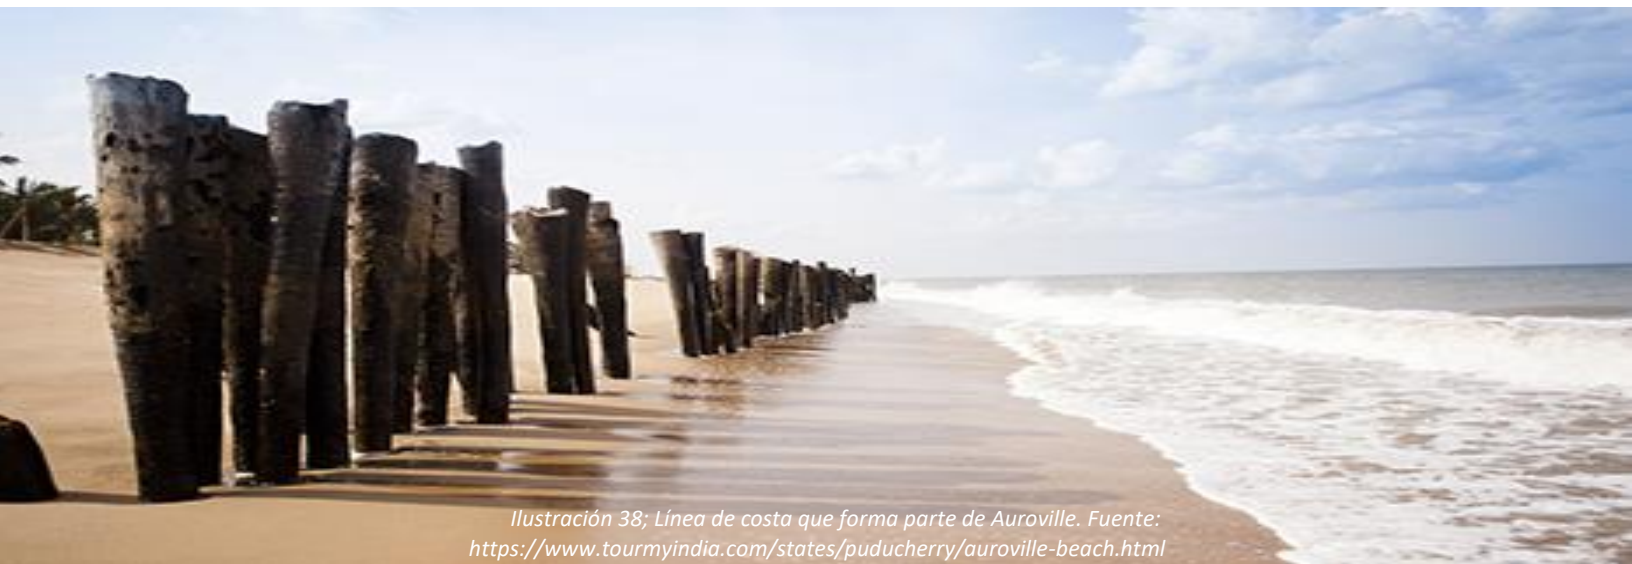 Ilustración 38; Línea de costa que forma parte de Auroville. Fuente:
https://www.tourmyindia.com/states/puducherry/auroville-beach.html